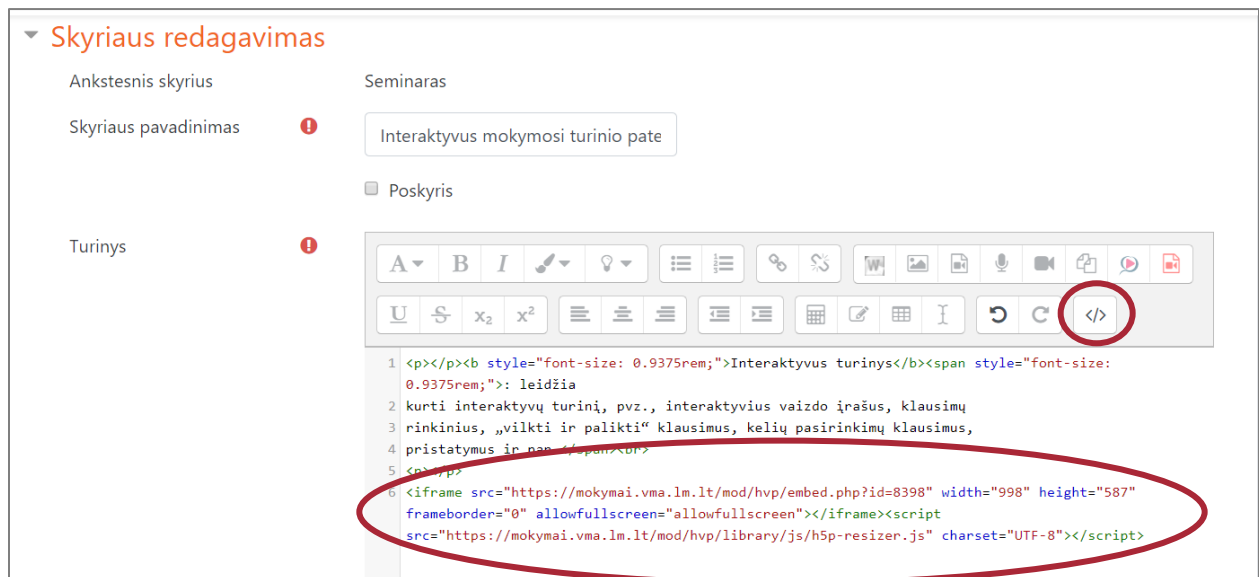 Skyriaus redagavimas
Ankstesnis skyrius Seminaras
Skyriaus pavadinimas Interaktyvus mokymosi turinio pate
Poskyris
Turinys
A B I
U S x₂ x² </>
1 <p></p><b style="font-size: 0.9375rem;">Interaktyvus turinys</b><span style="font-size:
0.9375rem;">: leidžia
2 kurti interaktyvų turinį, pvz., interaktyvius vaizdo įrašus, klausimų
3 rinkinius, „vilkti ir palikti“ klausimus, kelių pasirinkimų klausimus,
4 pristatymus ir pan.</span><br>
5 <p></p>
6 <iframe src="https://mokymai.vma.lm.lt/mod/hvp/embed.php?id=8398" width="998" height="587"
frameborder="0" allowfullscreen="allowfullscreen"></iframe><script
src="https://mokymai.vma.lm.lt/mod/hvp/library/js/h5p-resizer.js" charset="UTF-8"></script>